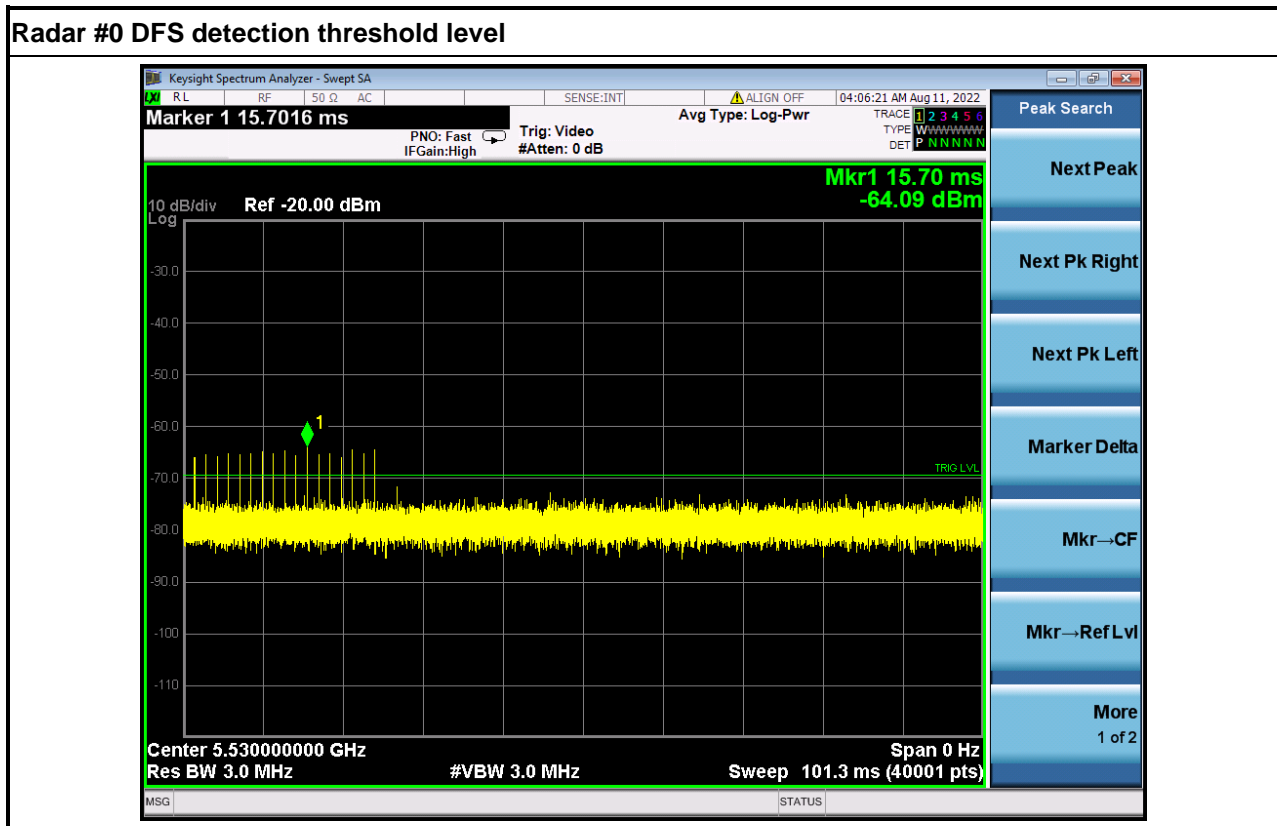 Radar #0 DFS detection threshold level
Keysight Spectrum Analyzer - Swept SA
LXI RL RF 50 Ω AC SENSE:INT ALIGN OFF 04:06:21 AM Aug 11, 2022
Marker 1 15.7016 ms
PNO: Fast
IFGain:High
Trig: Video
#Atten: 0 dB
Avg Type: Log-Pwr
TRACE 1 2 3 4 5 6
TYPE WWWWWW
DET P N N N N N
Peak Search
Mkr1 15.70 ms
-64.09 dBm
10 dB/div Ref -20.00 dBm
Log
-30.0
-40.0
-50.0
-60.0
1
-70.0
TRIG LVL
-80.0
-90.0
-100
-110
Center 5.530000000 GHz Span 0 Hz
Res BW 3.0 MHz #VBW 3.0 MHz Sweep 101.3 ms (40001 pts)
MSG STATUS
Next Peak
Next Pk Right
Next Pk Left
Marker Delta
Mkr→CF
Mkr→Ref Lvl
More
1 of 2